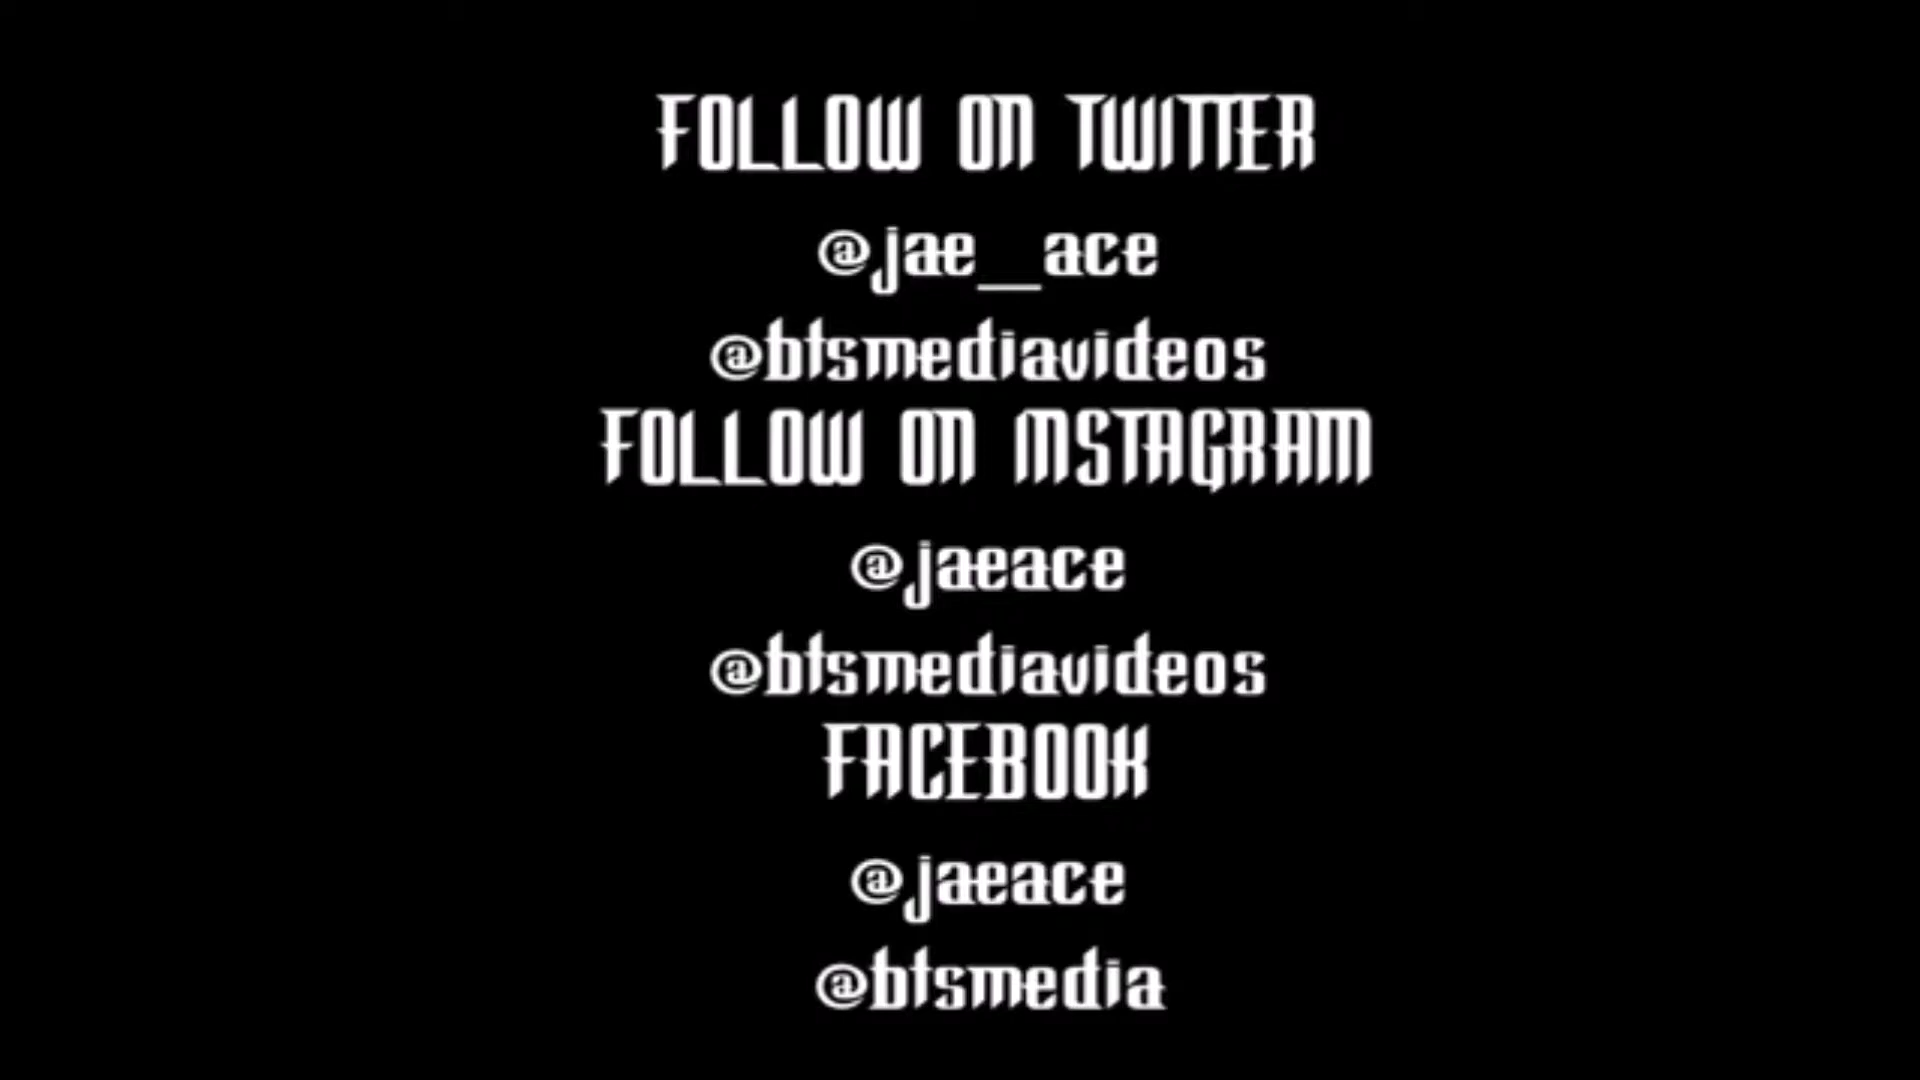 FOLLOW ON TWITTER
@jae_ace
@btsmediavideos
FOLLOW ON INSTAGRAM
@jaeace
@btsmediavideos
FACEBOOK
@jaeace
@btsmedia